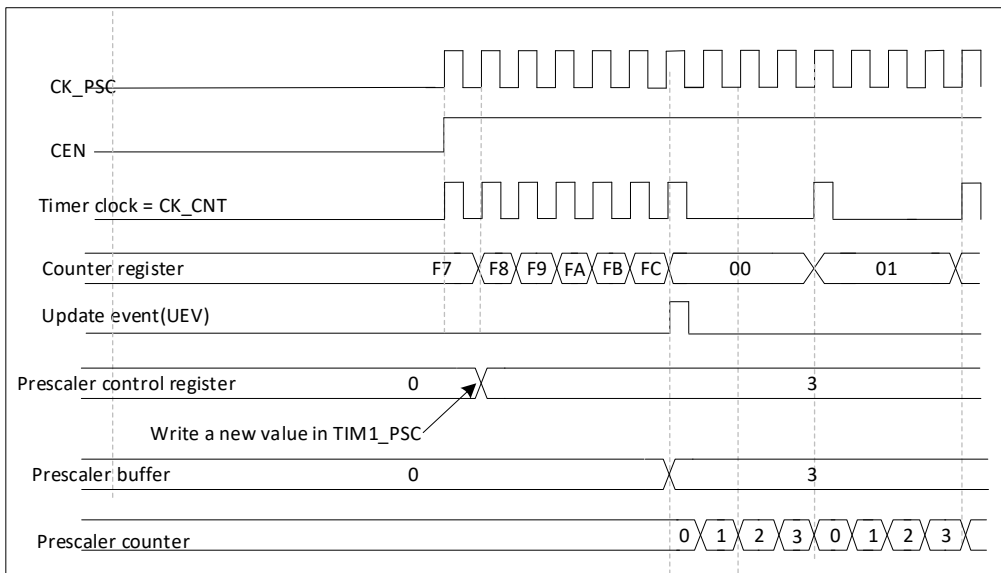 CK_PSC
CEN
Timer clock = CK_CNT
Counter register F7 F8 F9 FA FB FC 00 01
Update event(UEV)
Prescaler control register 0 3
Write a new value in TIM1_PSC
Prescaler buffer 0 3
Prescaler counter 0 1 2 3 0 1 2 3